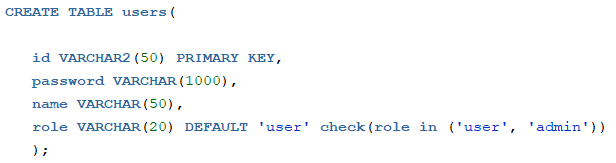 CREATE TABLE users(
id VARCHAR2(50) PRIMARY KEY,
password VARCHAR(1000),
name VARCHAR(50),
role VARCHAR(20) DEFAULT 'user' check(role in ('user', 'admin'))
);